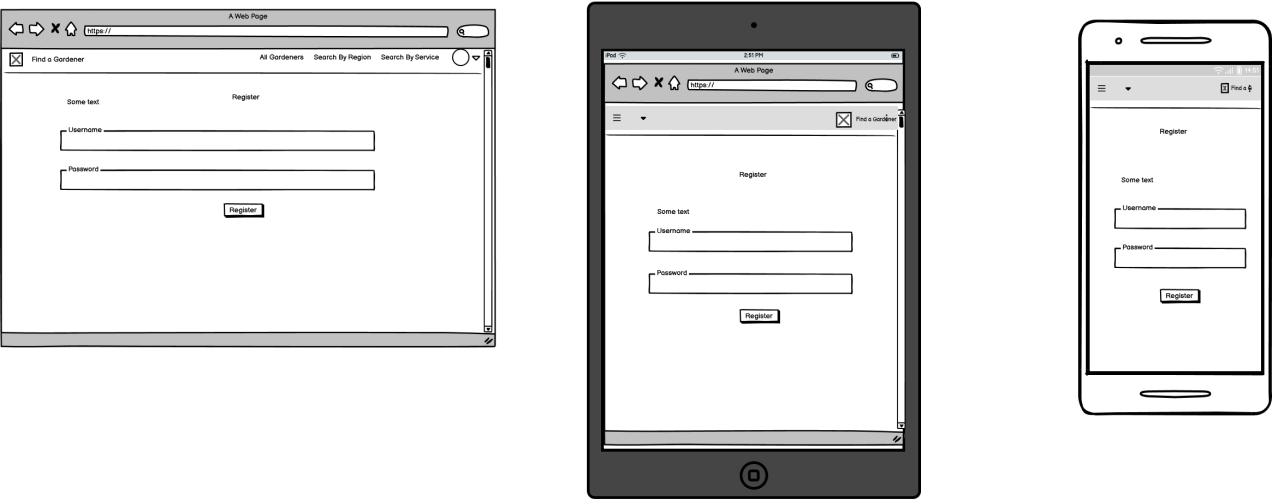 A Web Page
https://
Find a Gardener
All Gardeners Search By Region Search By Service
Register
Some text
Username
Password
Register
iPad
2:51 PM
A Web Page
https://
Find a Gardener
Register
Some text
Username
Password
Register
14:51
Find a
Register
Some text
Username
Password
Register